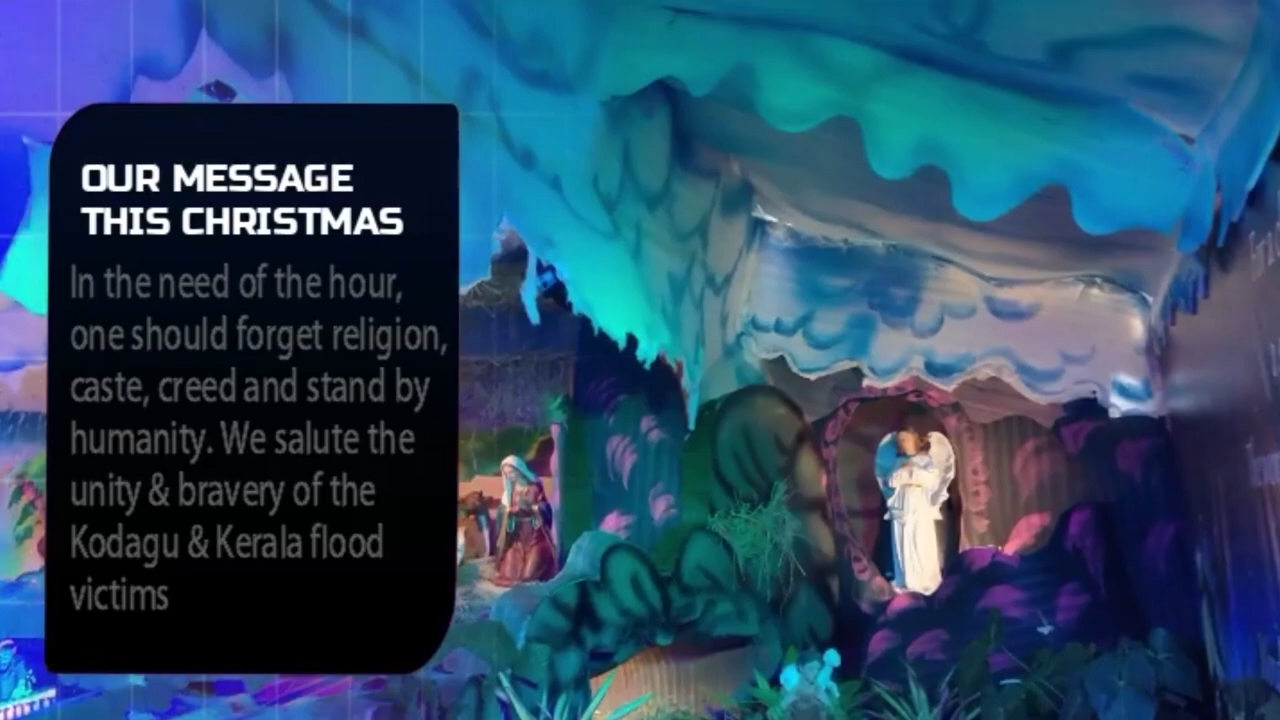 OUR MESSAGE
THIS CHRISTMAS
In the need of the hour,
one should forget religion,
caste, creed and stand by
humanity. We salute the
unity & bravery of the
Kodagu & Kerala flood
victims